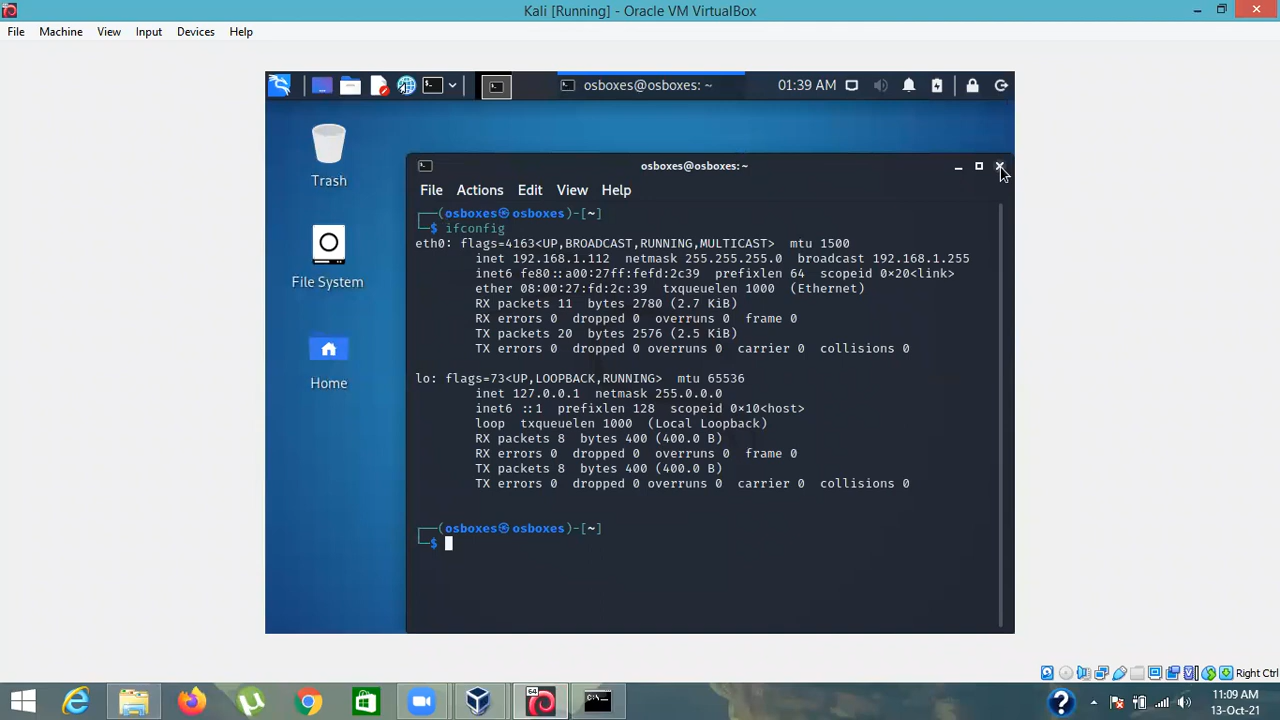 Kali [Running] - Oracle VM VirtualBox
File Machine View Input Devices Help
osboxes@osboxes: ~ 01:39 AM
Trash
File System
Home
osboxes@osboxes: ~
File Actions Edit View Help
┌──(osboxes㉿osboxes)-[~]
└─$ ifconfig
eth0: flags=4163<UP,BROADCAST,RUNNING,MULTICAST> mtu 1500
inet 192.168.1.112 netmask 255.255.255.0 broadcast 192.168.1.255
inet6 fe80::a00:27ff:fefd:2c39 prefixlen 64 scopeid 0×20<link>
ether 08:00:27:fd:2c:39 txqueuelen 1000 (Ethernet)
RX packets 11 bytes 2780 (2.7 KiB)
RX errors 0 dropped 0 overruns 0 frame 0
TX packets 20 bytes 2576 (2.5 KiB)
TX errors 0 dropped 0 overruns 0 carrier 0 collisions 0
lo: flags=73<UP,LOOPBACK,RUNNING> mtu 65536
inet 127.0.0.1 netmask 255.0.0.0
inet6 ::1 prefixlen 128 scopeid 0×10<host>
loop txqueuelen 1000 (Local Loopback)
RX packets 8 bytes 400 (400.0 B)
RX errors 0 dropped 0 overruns 0 frame 0
TX packets 8 bytes 400 (400.0 B)
TX errors 0 dropped 0 overruns 0 carrier 0 collisions 0
┌──(osboxes㉿osboxes)-[~]
└─$
Right Ctrl
64
11:09 AM
13-Oct-21